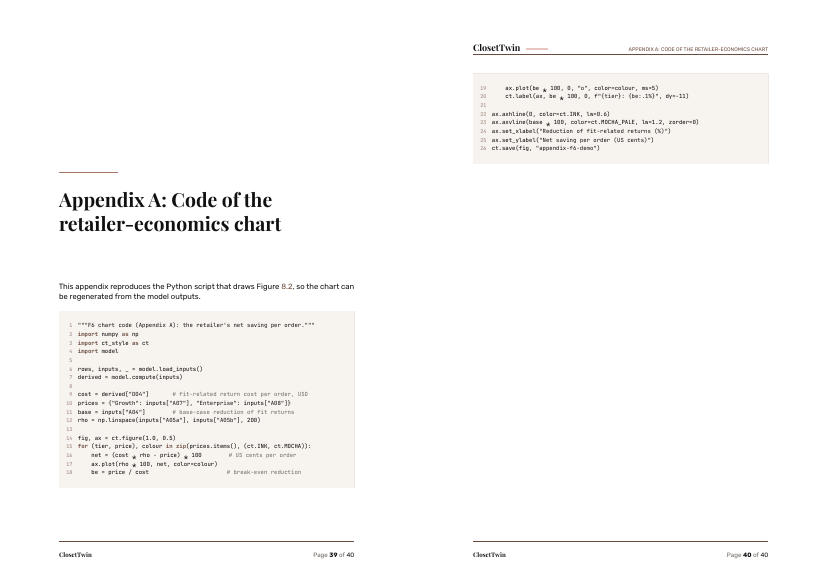 Appendix A: Code of the
retailer-economics chart
This appendix reproduces the Python script that draws Figure 8.2, so the chart can
be regenerated from the model outputs.
1 """F6 chart code (Appendix A): the retailer's net saving per order."""
2 import numpy as np
3 import ct_style as ct
4 import model
5
6 rows, inputs, _ = model.load_inputs()
7 derived = model.compute(inputs)
8
9 cost = derived["D04"] # fit-related return cost per order, USD
10 prices = {"Growth": inputs["A07"], "Enterprise": inputs["A08"]}
11 base = inputs["A04"] # base-case reduction of fit returns
12 rho = np.linspace(inputs["A05a"], inputs["A05b"], 200)
13
14 fig, ax = ct.figure(1.0, 0.5)
15 for (tier, price), colour in zip(prices.items(), (ct.INK, ct.MOCHA)):
16 net = (cost * rho - price) * 100 # US cents per order
17 ax.plot(rho * 100, net, color=colour)
18 be = price / cost # break-even reduction
ClosetTwin Page 39 of 40
ClosetTwin APPENDIX A: CODE OF THE RETAILER-ECONOMICS CHART
19 ax.plot(be * 100, 0, "o", color=colour, ms=5)
20 ct.label(ax, be * 100, 0, f"{tier}: {be:.1%}", dy=-11)
21
22 ax.axhline(0, color=ct.INK, lw=0.6)
23 ax.axvline(base * 100, color=ct.MOCHA_PALE, lw=1.2, zorder=0)
24 ax.set_xlabel("Reduction of fit-related returns (%)")
25 ax.set_ylabel("Net saving per order (US cents)")
26 ct.save(fig, "appendix-f6-demo")
ClosetTwin Page 40 of 40